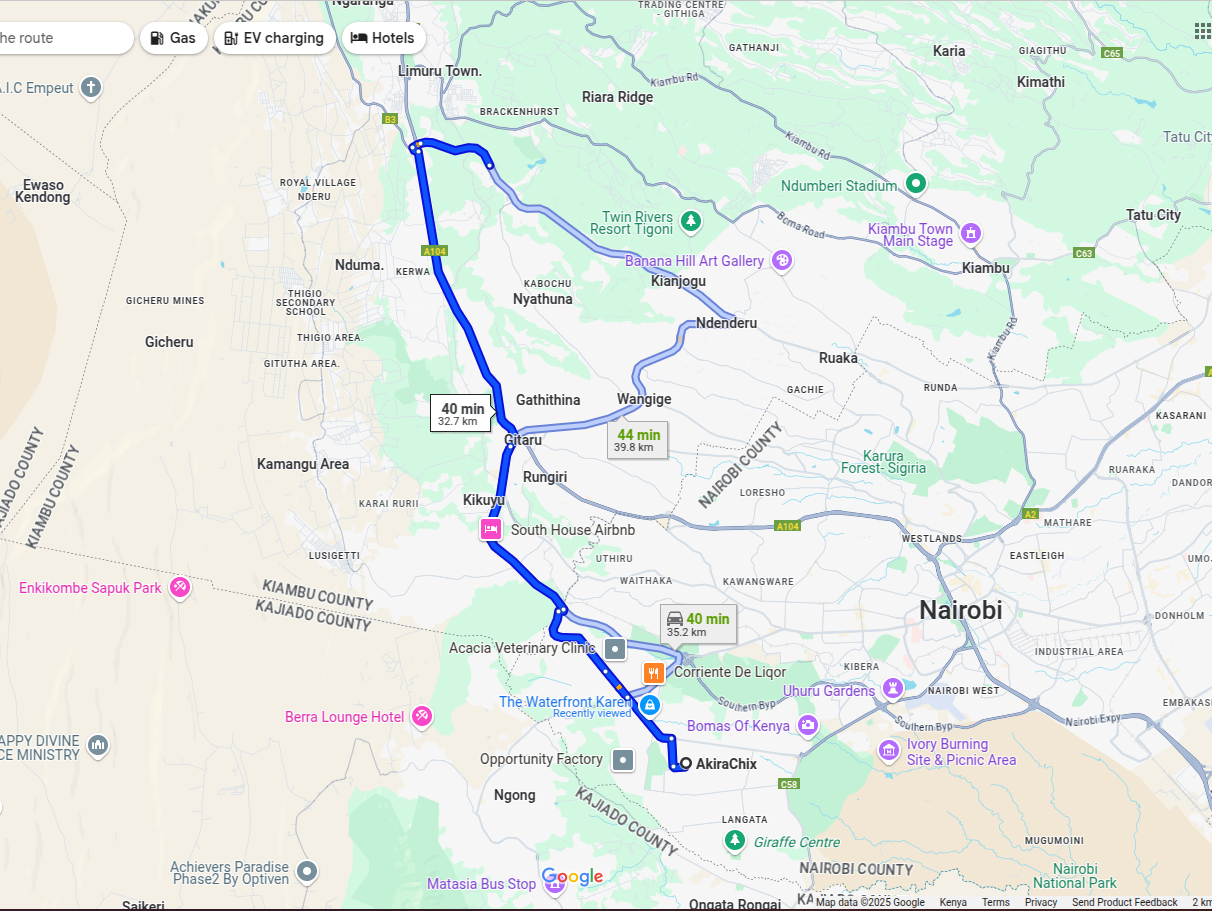 Ngaranga
TRADING CENTRE
- GITHIGA
he route
Gas
EV charging
Hotels
GATHANJI
Karia
GIAGITHU
C65
Limuru Town.
Kiambu Rd
Kimathi
A.I.C Empeut
Riara Ridge
BRACKENHURST
B3
Kiambu Rd
Tatu City
Ewaso
Kendong
ROYAL VILLAGE
NDERU
Ndumberi Stadium
Twin Rivers
Resort Tigoni
Boma Road
Tatu City
Kiambu Town
Main Stage
A104
Banana Hill Art Gallery
C63
Nduma.
KERWA
Kiambu
KABOCHU
Kianjogu
Nyathuna
GICHERU MINES
THIGIO
SECONDARY
SCHOOL
Ndenderu
Kiambu Rd
THIGIO AREA.
Gicheru
GITUTHA AREA.
Ruaka
GACHIE
RUNDA
Gathithina
Wangige
40 min
32.7 km
KASARANI
Gitaru
44 min
39.8 km
NAIROBI COUNTY
Karura
Forest- Sigiria
Kamangu Area
Rungiri
RUARAKA
KIAMBU COUNTY
DANDOR
LORESHO
KARAI RURII
Kikuyu
A2
MATHARE
South House Airbnb
A104
WESTLANDS
LUSIGETTI
UTHIRU
EASTLEIGH
UMO
WAITHAKA
KAWANGWARE
Enkikombe Sapuk Park
KIAMBU COUNTY
KAJIADO COUNTY
Nairobi
DONHOLM
40 min
35.2 km
Acacia Veterinary Clinic
INDUSTRIAL AREA
Corriente De Liqor
KIBERA
Uhuru Gardens
NAIROBI WEST
The Waterfront Karen
Recently viewed
Southern Byp
EMBAKAS
Berra Lounge Hotel
Bomas Of Kenya
Southern Byp
Nairobi Expy
APPY DIVINE
CE MINISTRY
Ivory Burning
Site & Picnic Area
Opportunity Factory
AkiraChix
C58
Ngong
KAJIADO COUNTY
LANGATA
Giraffe Centre
MUGUMOINI
Achievers Paradise
Phase2 By Optiven
NAIROBI COUNTY
Nairobi
National Park
Google
Matasia Bus Stop
Saikeri
Ongata Rongai
Map data ©2025 Google
Kenya
Terms
Privacy
Send Product Feedback
2 km